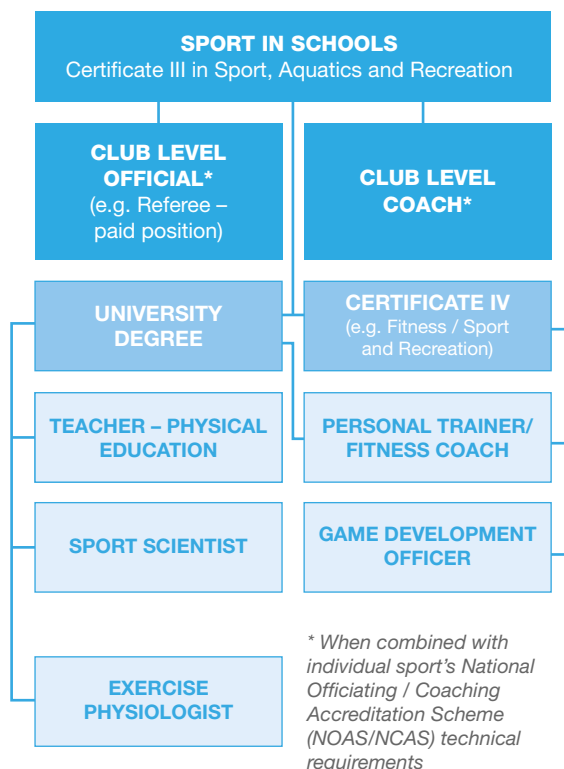 SPORT IN SCHOOLS
Certificate III in Sport, Aquatics and Recreation
CLUB LEVEL
OFFICIAL*
(e.g. Referee –
paid position)
CLUB LEVEL
COACH*
UNIVERSITY
DEGREE
CERTIFICATE IV
(e.g. Fitness / Sport
and Recreation)
TEACHER – PHYSICAL
EDUCATION
PERSONAL TRAINER/
FITNESS COACH
SPORT SCIENTIST
GAME DEVELOPMENT
OFFICER
EXERCISE
PHYSIOLOGIST
* When combined with
individual sport's National
Officiating / Coaching
Accreditation Scheme
(NOAS/NCAS) technical
requirements